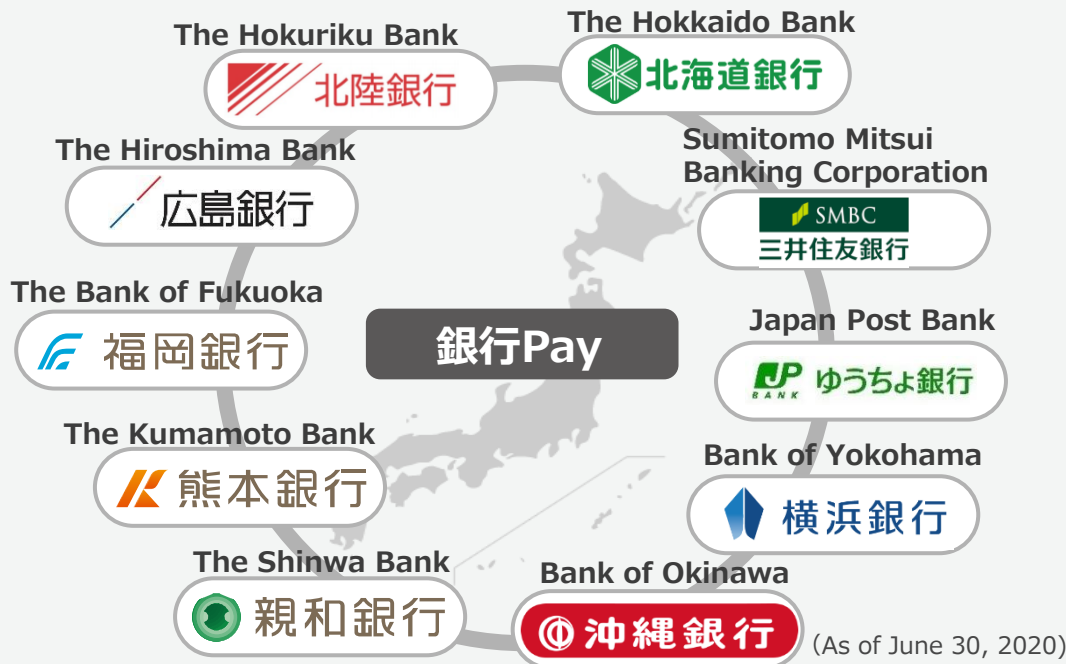 The Hokuriku Bank
北陸銀行
The Hokkaido Bank
北海道銀行
The Hiroshima Bank
広島銀行
Sumitomo Mitsui
Banking Corporation
SMBC
三井住友銀行
The Bank of Fukuoka
福岡銀行
銀行Pay
Japan Post Bank
JP
BANK
ゆうちょ銀行
The Kumamoto Bank
熊本銀行
Bank of Yokohama
横浜銀行
The Shinwa Bank
親和銀行
Bank of Okinawa
沖縄銀行
(As of June 30, 2020)